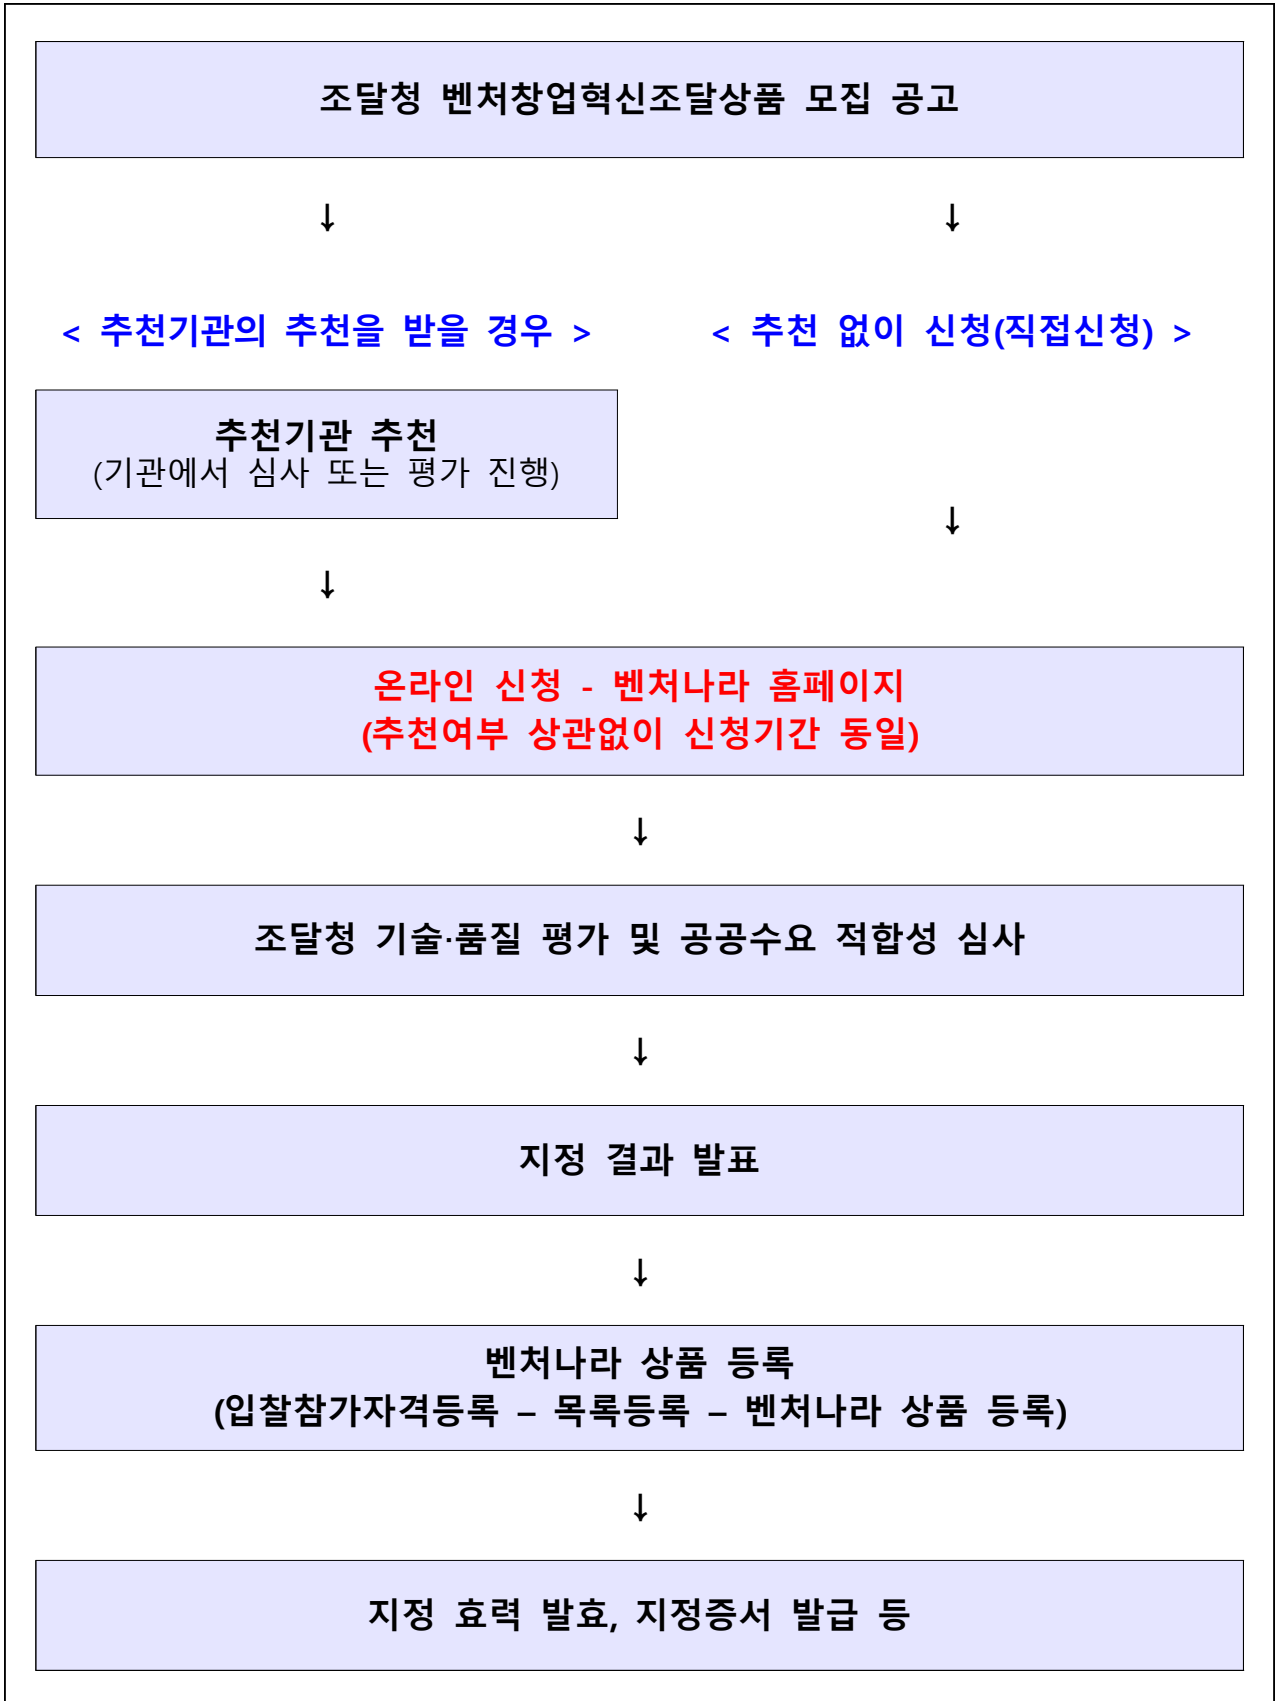 조달청 벤처창업혁신조달상품 모집 공고
↓ ↓
< 추천기관의 추천을 받을 경우 > < 추천 없이 신청(직접신청) >
추천기관 추천
(기관에서 심사 또는 평가 진행)
↓
↓
온라인 신청 - 벤처나라 홈페이지
(추천여부 상관없이 신청기간 동일)
↓
조달청 기술·품질 평가 및 공공수요 적합성 심사
↓
지정 결과 발표
↓
벤처나라 상품 등록
(입찰참가자격등록 – 목록등록 – 벤처나라 상품 등록)
↓
지정 효력 발효, 지정증서 발급 등